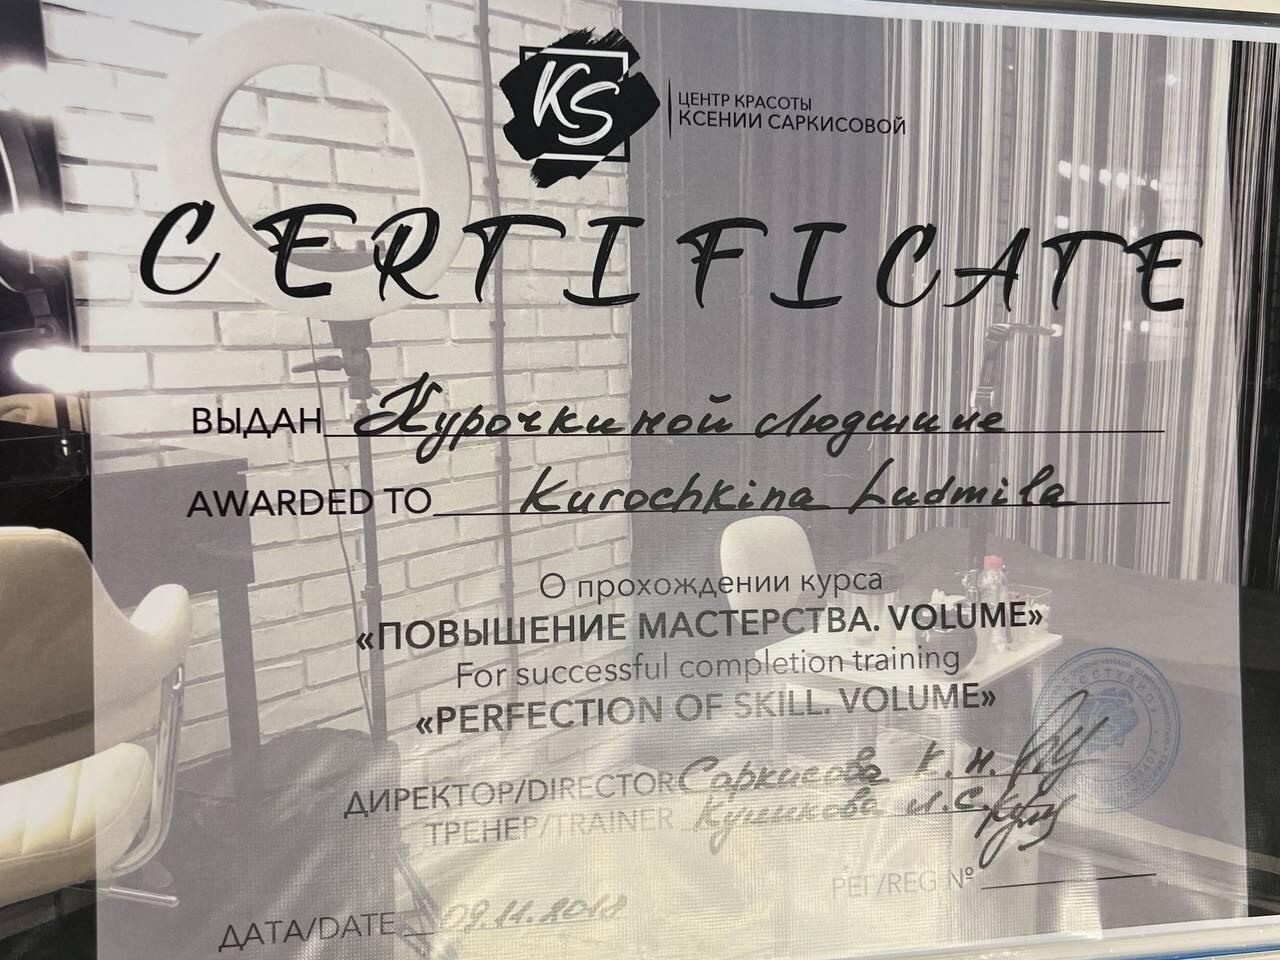 KS
ЦЕНТР КРАСОТЫ
КСЕНИИ САРКИСОВОЙ
CERTIFICATE
ВЫДАН Курочкиной Людмиле
AWARDED TO Kurochkina Ludmila
О прохождении курса
«ПОВЫШЕНИЕ МАСТЕРСТВА. VOLUME»
For successful completion training
«PERFECTION OF SKILL. VOLUME»
ДИРЕКТОР/DIRECTOR Саркисова К. Н.
ТРЕНЕР/TRAINER Л.С.
РЕГ/REG №
ДАТА/DATE 09.11.2018